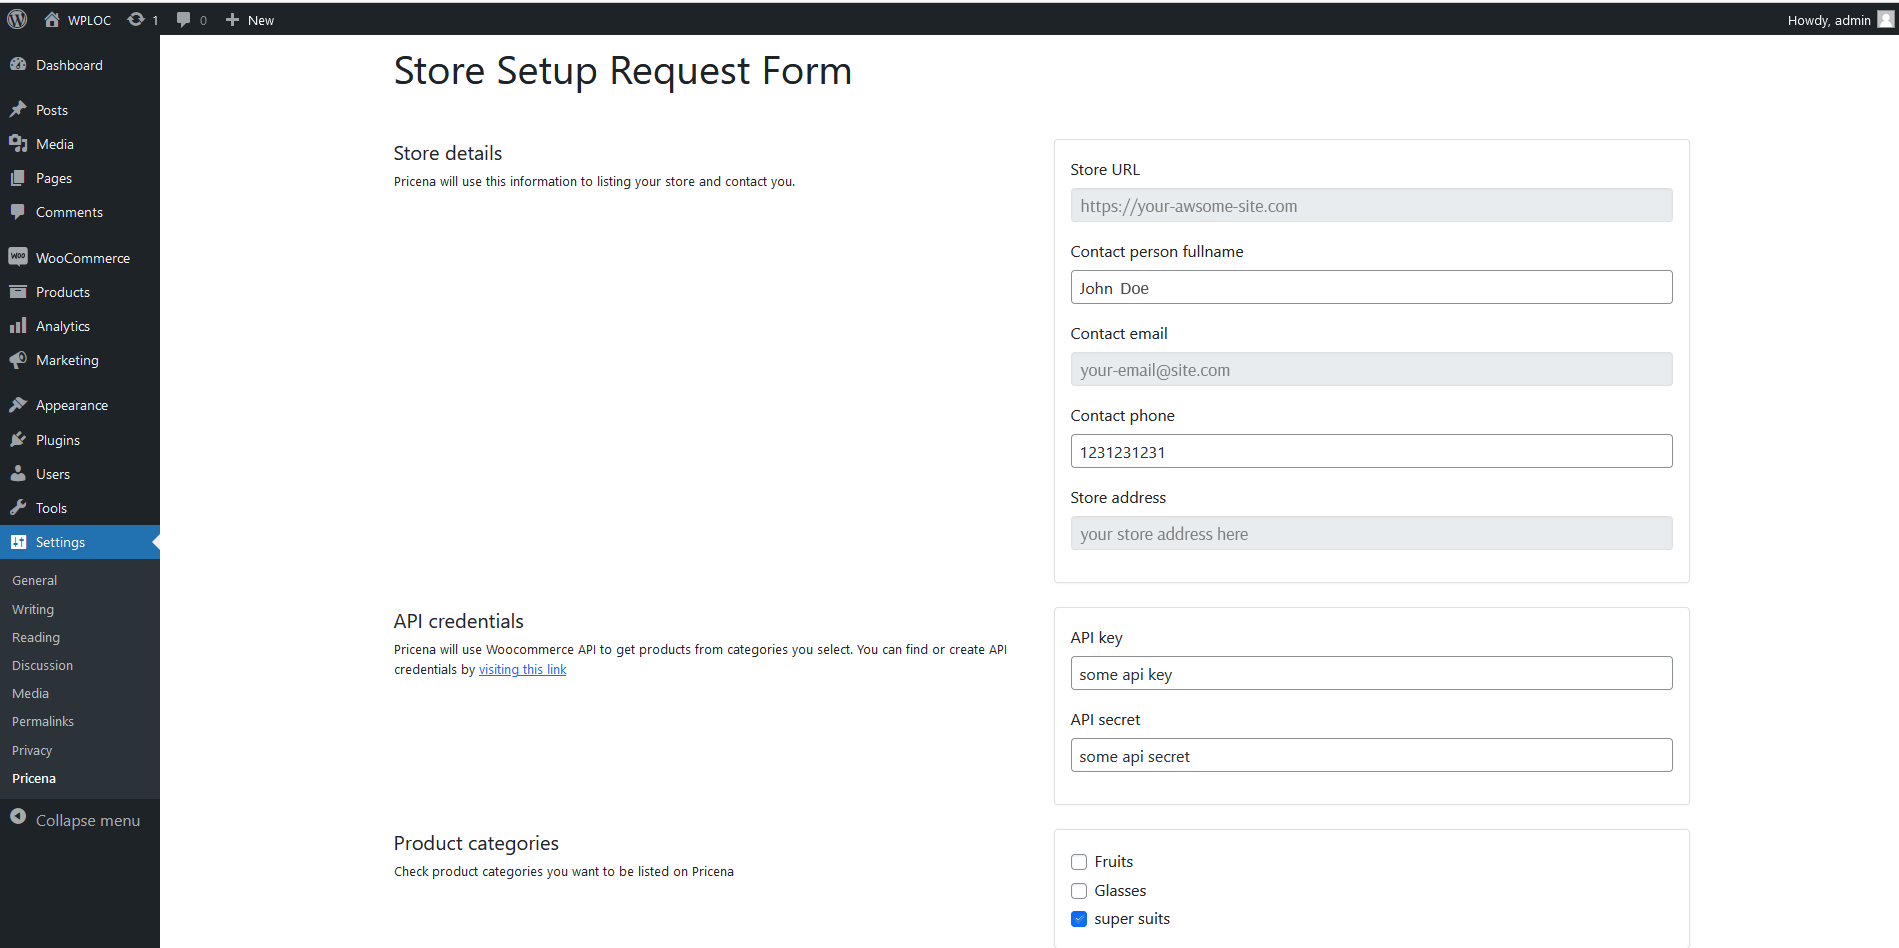 WPLOC 1 0 New Howdy, admin
Dashboard
Posts
Media
Pages
Comments
WooCommerce
Products
Analytics
Marketing
Appearance
Plugins
Users
Tools
Settings
General
Writing
Reading
Discussion
Media
Permalinks
Privacy
Pricena
Collapse menu
Store Setup Request Form
Store details
Pricena will use this information to listing your store and contact you.
Store URL
https://your-awsome-site.com
Contact person fullname
John Doe
Contact email
your-email@site.com
Contact phone
1231231231
Store address
your store address here
API credentials
Pricena will use Woocommerce API to get products from categories you select. You can find or create API
credentials by visiting this link
API key
some api key
API secret
some api secret
Product categories
Check product categories you want to be listed on Pricena
Fruits
Glasses
super suits